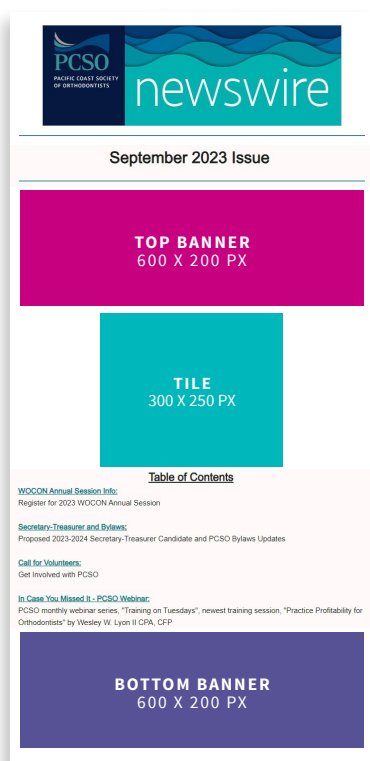 PCSO
PACIFIC COAST SOCIETY
OF ORTHODONTISTS
newswire
September 2023 Issue
TOP BANNER
600 X 200 PX
TILE
300 X 250 PX
Table of Contents
WOCON Annual Session Info:
Register for 2023 WOCON Annual Session
Secretary-Treasurer and Bylaws:
Proposed 2023-2024 Secretary-Treasurer Candidate and PCSO Bylaws Updates
Call for Volunteers:
Get Involved with PCSO
In Case You Missed It - PCSO Webinar:
PCSO monthly webinar series, "Training on Tuesdays", newest training session, "Practice Profitability for
Orthodontists" by Wesley W. Lyon II CPA, CFP
BOTTOM BANNER
600 X 200 PX